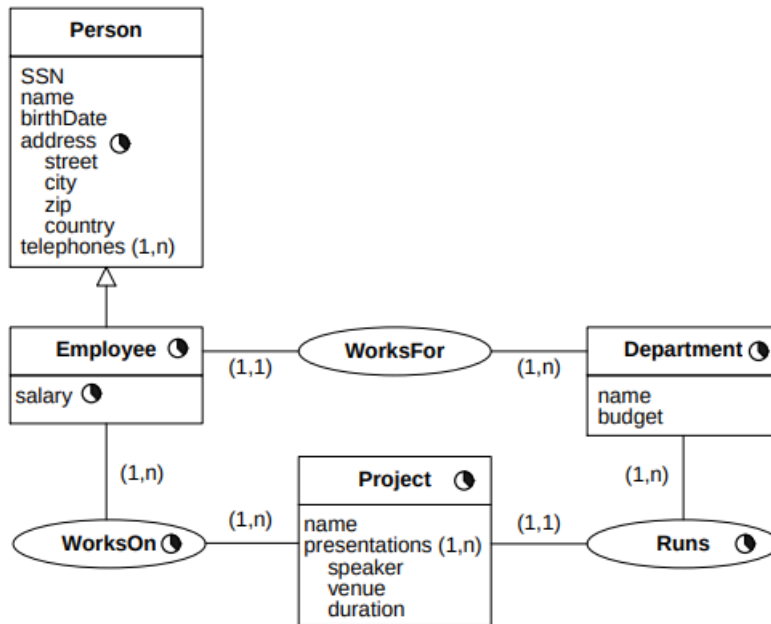 Person
SSN
name
birthDate
address
street
city
zip
country
telephones (1,n)
Employee
salary
(1,1)
WorksFor
(1,n)
Department
name
budget
(1,n)
WorksOn
(1,n)
Project
name
presentations (1,n)
speaker
venue
duration
(1,1)
(1,n)
Runs